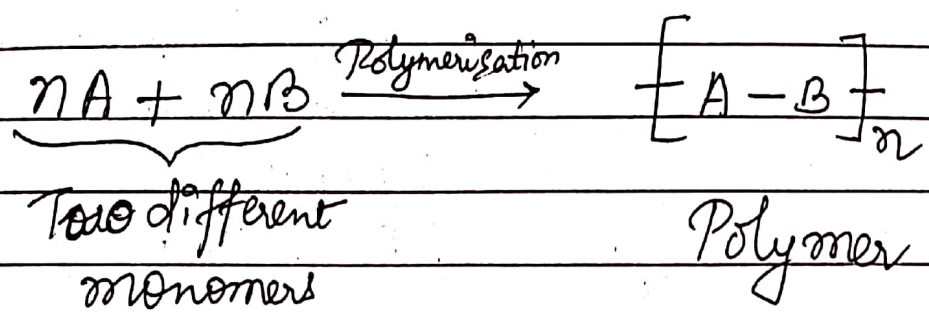 nA + nB Polymerisation → [ A – B ]n
Two different
monomers
Polymer